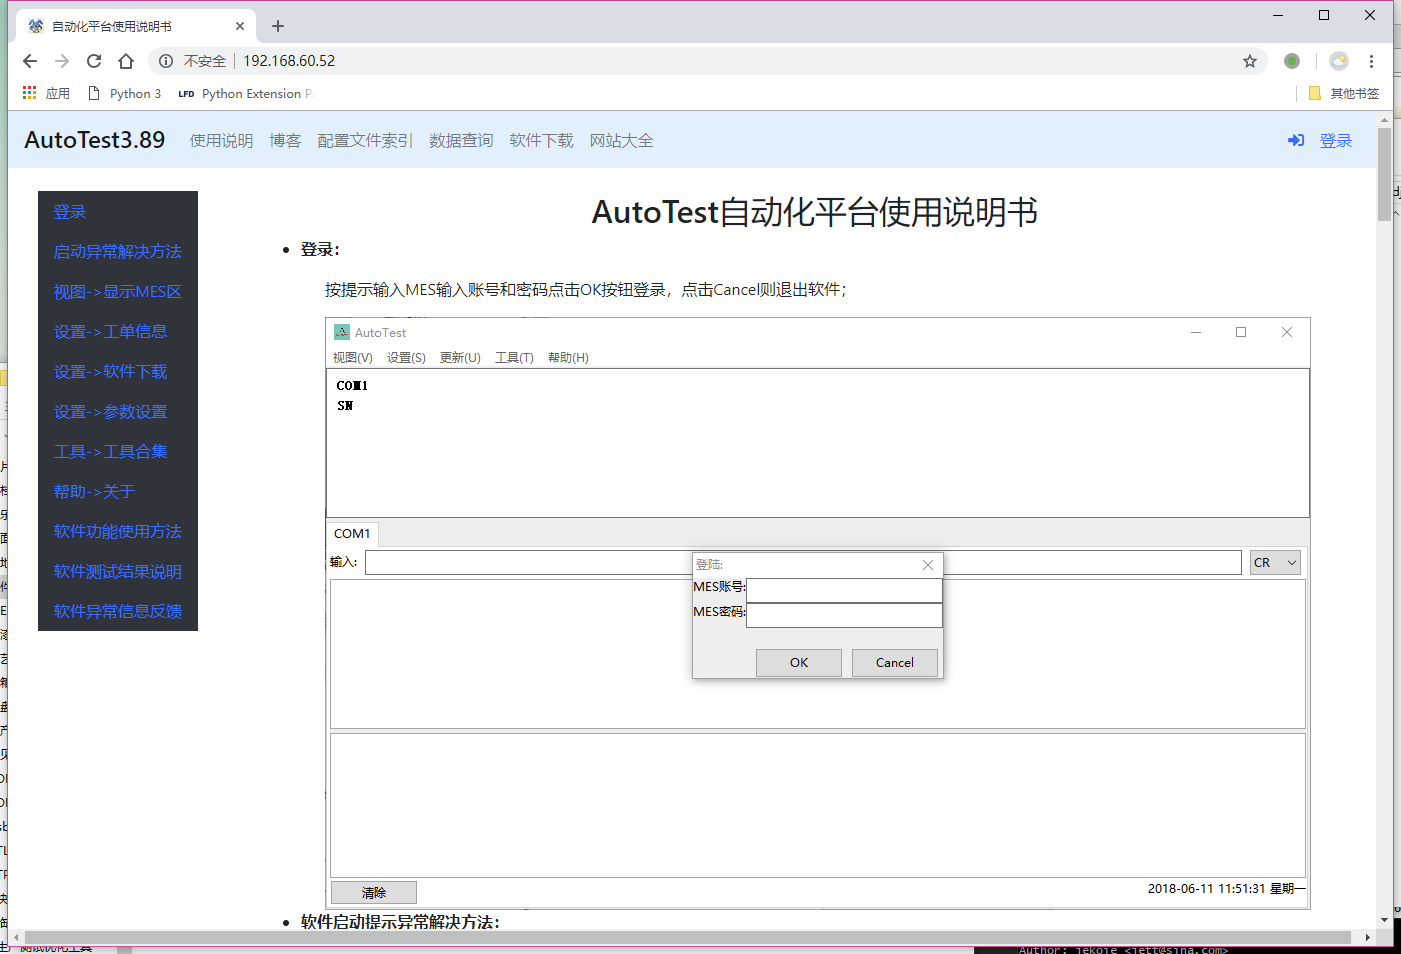 自动化平台使用说明书
不安全 192.168.60.52
应用 Python 3 LFD Python Extension P 其他书签
AutoTest3.89 使用说明 博客 配置文件索引 数据查询 软件下载 网站大全 登录
登录
启动异常解决方法
视图->显示MES区
设置->工单信息
设置->软件下载
设置->参数设置
工具->工具合集
帮助->关于
软件功能使用方法
软件测试结果说明
软件异常信息反馈
AutoTest自动化平台使用说明书
登录：
按提示输入MES输入账号和密码点击OK按钮登录，点击Cancel则退出软件；
AutoTest
视图(V) 设置(S) 更新(U) 工具(T) 帮助(H)
COM1
SN
COM1
输入: CR
登陆:
MES账号:
MES密码:
OK Cancel
清除 2018-06-11 11:51:31 星期一
软件启动提示异常解决方法：
Author: jekoie <jett@sina.com>